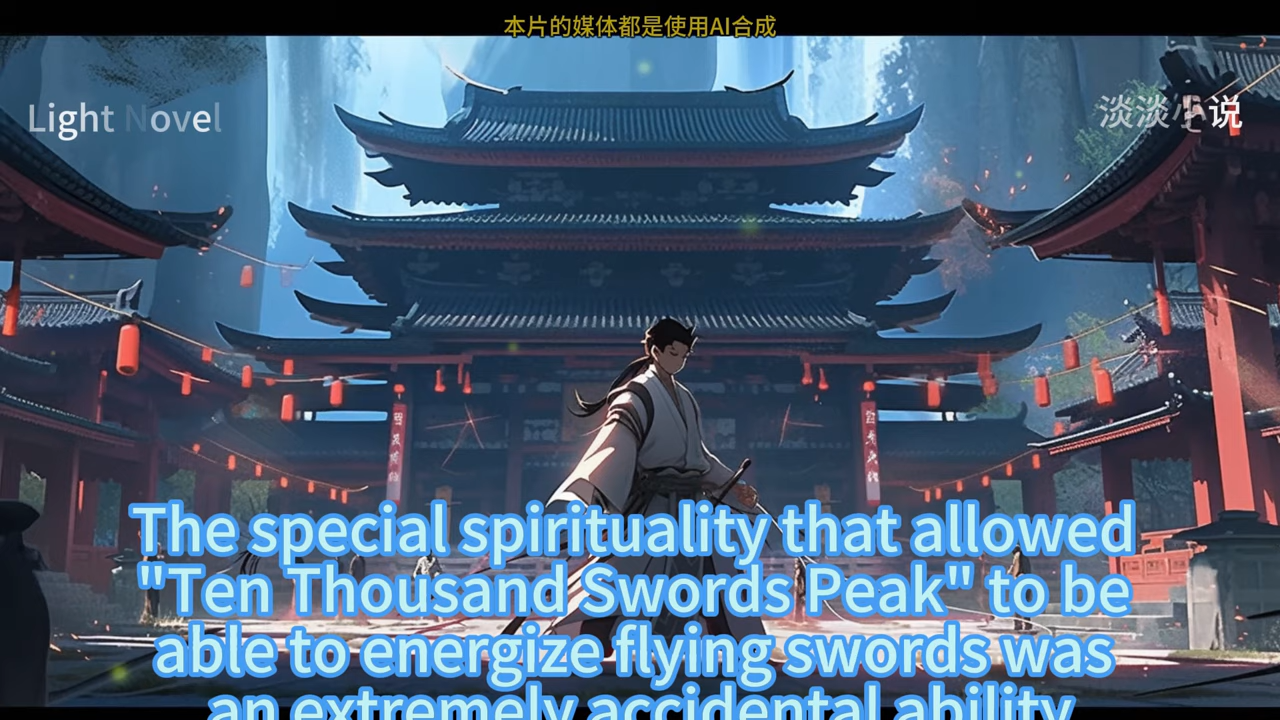 本片的媒体都是使用AI合成
Light Novel
淡淡小说
The special spirituality that allowed
"Ten Thousand Swords Peak" to be
able to energize flying swords was
an extremely accidental ability